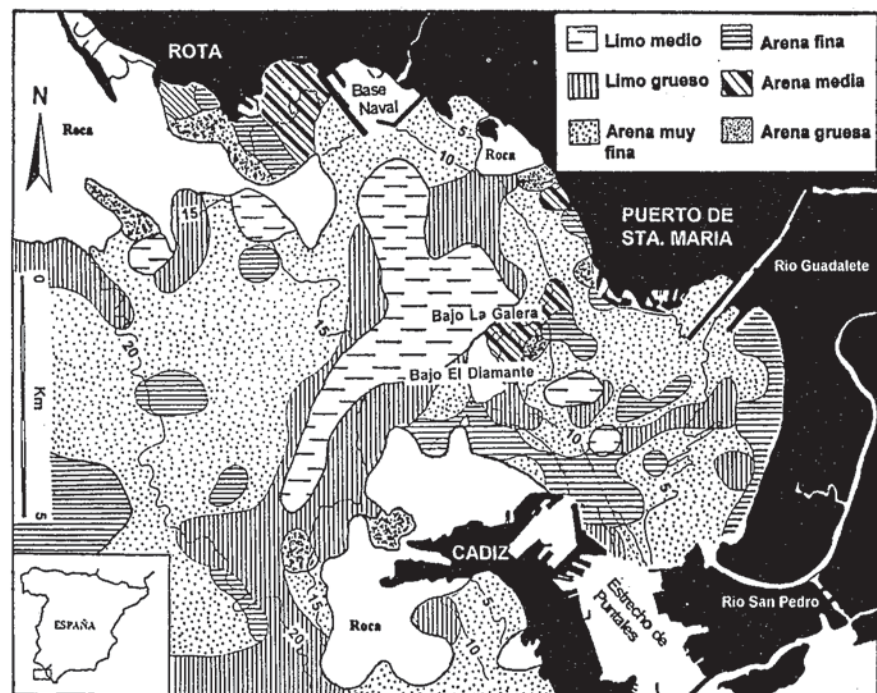 ROTA
Limo medio
Arena fina
Limo grueso
Arena media
Arena muy
fina
Arena gruesa
Base
Naval
N
Roca
5
10
Roca
15
PUERTO DE
STA. MARIA
Rio Guadalete
0
15
Bajo La Galera
20
Bajo El Diamante
Km
10
5
5
CADIZ
Estrecho de
Puntales
15
5
Rio San Pedro
ESPAÑA
Roca
20
10